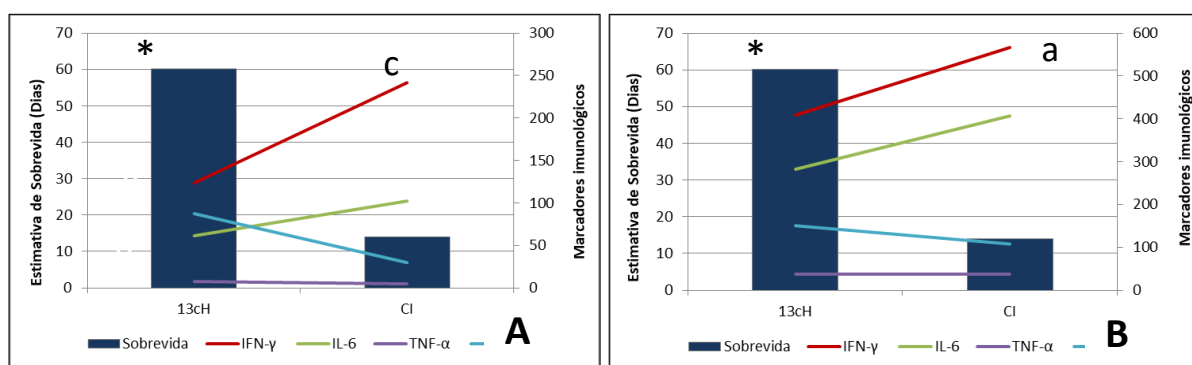 70
60
50
40
30
20
10
0
Estimativa de Sobrevida (Dias)
*
c
300
250
200
150
100
50
0
Marcadores imunológicos
13cH
CI
Sobrevida
IFN-γ
IL-6
TNF-α
A
70
60
50
40
30
20
10
0
Estimativa de Sobrevida (Dias)
*
a
600
500
400
300
200
100
0
Marcadores imunológicos
13cH
CI
Sobrevida
IFN-γ
IL-6
TNF-α
B